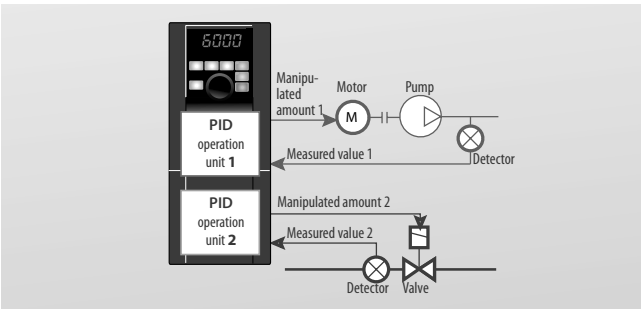 6000
Manipu-
lated
amount 1
Motor
Pump
M
PID
operation
unit 1
Measured value 1
Detector
PID
operation
unit 2
Manipulated amount 2
Measured value 2
Detector
Valve